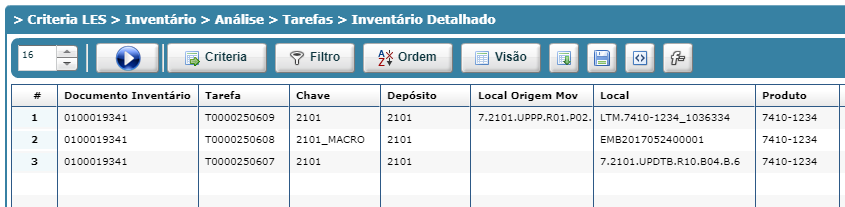 > Criteria LES > Inventário > Análise > Tarefas > Inventário Detalhado
16 Criteria Filtro Ordem Visão
# Documento Inventário Tarefa Chave Depósito Local Origem Mov Local Produto
1 0100019341 T0000250609 2101 2101 7.2101.UPPP.R01.P02. LTM.7410-1234_1036334 7410-1234
2 0100019341 T0000250608 2101_MACRO 2101 EMB2017052400001 7410-1234
3 0100019341 T0000250607 2101 2101 7.2101.UPDTB.R10.B04.B.6 7410-1234